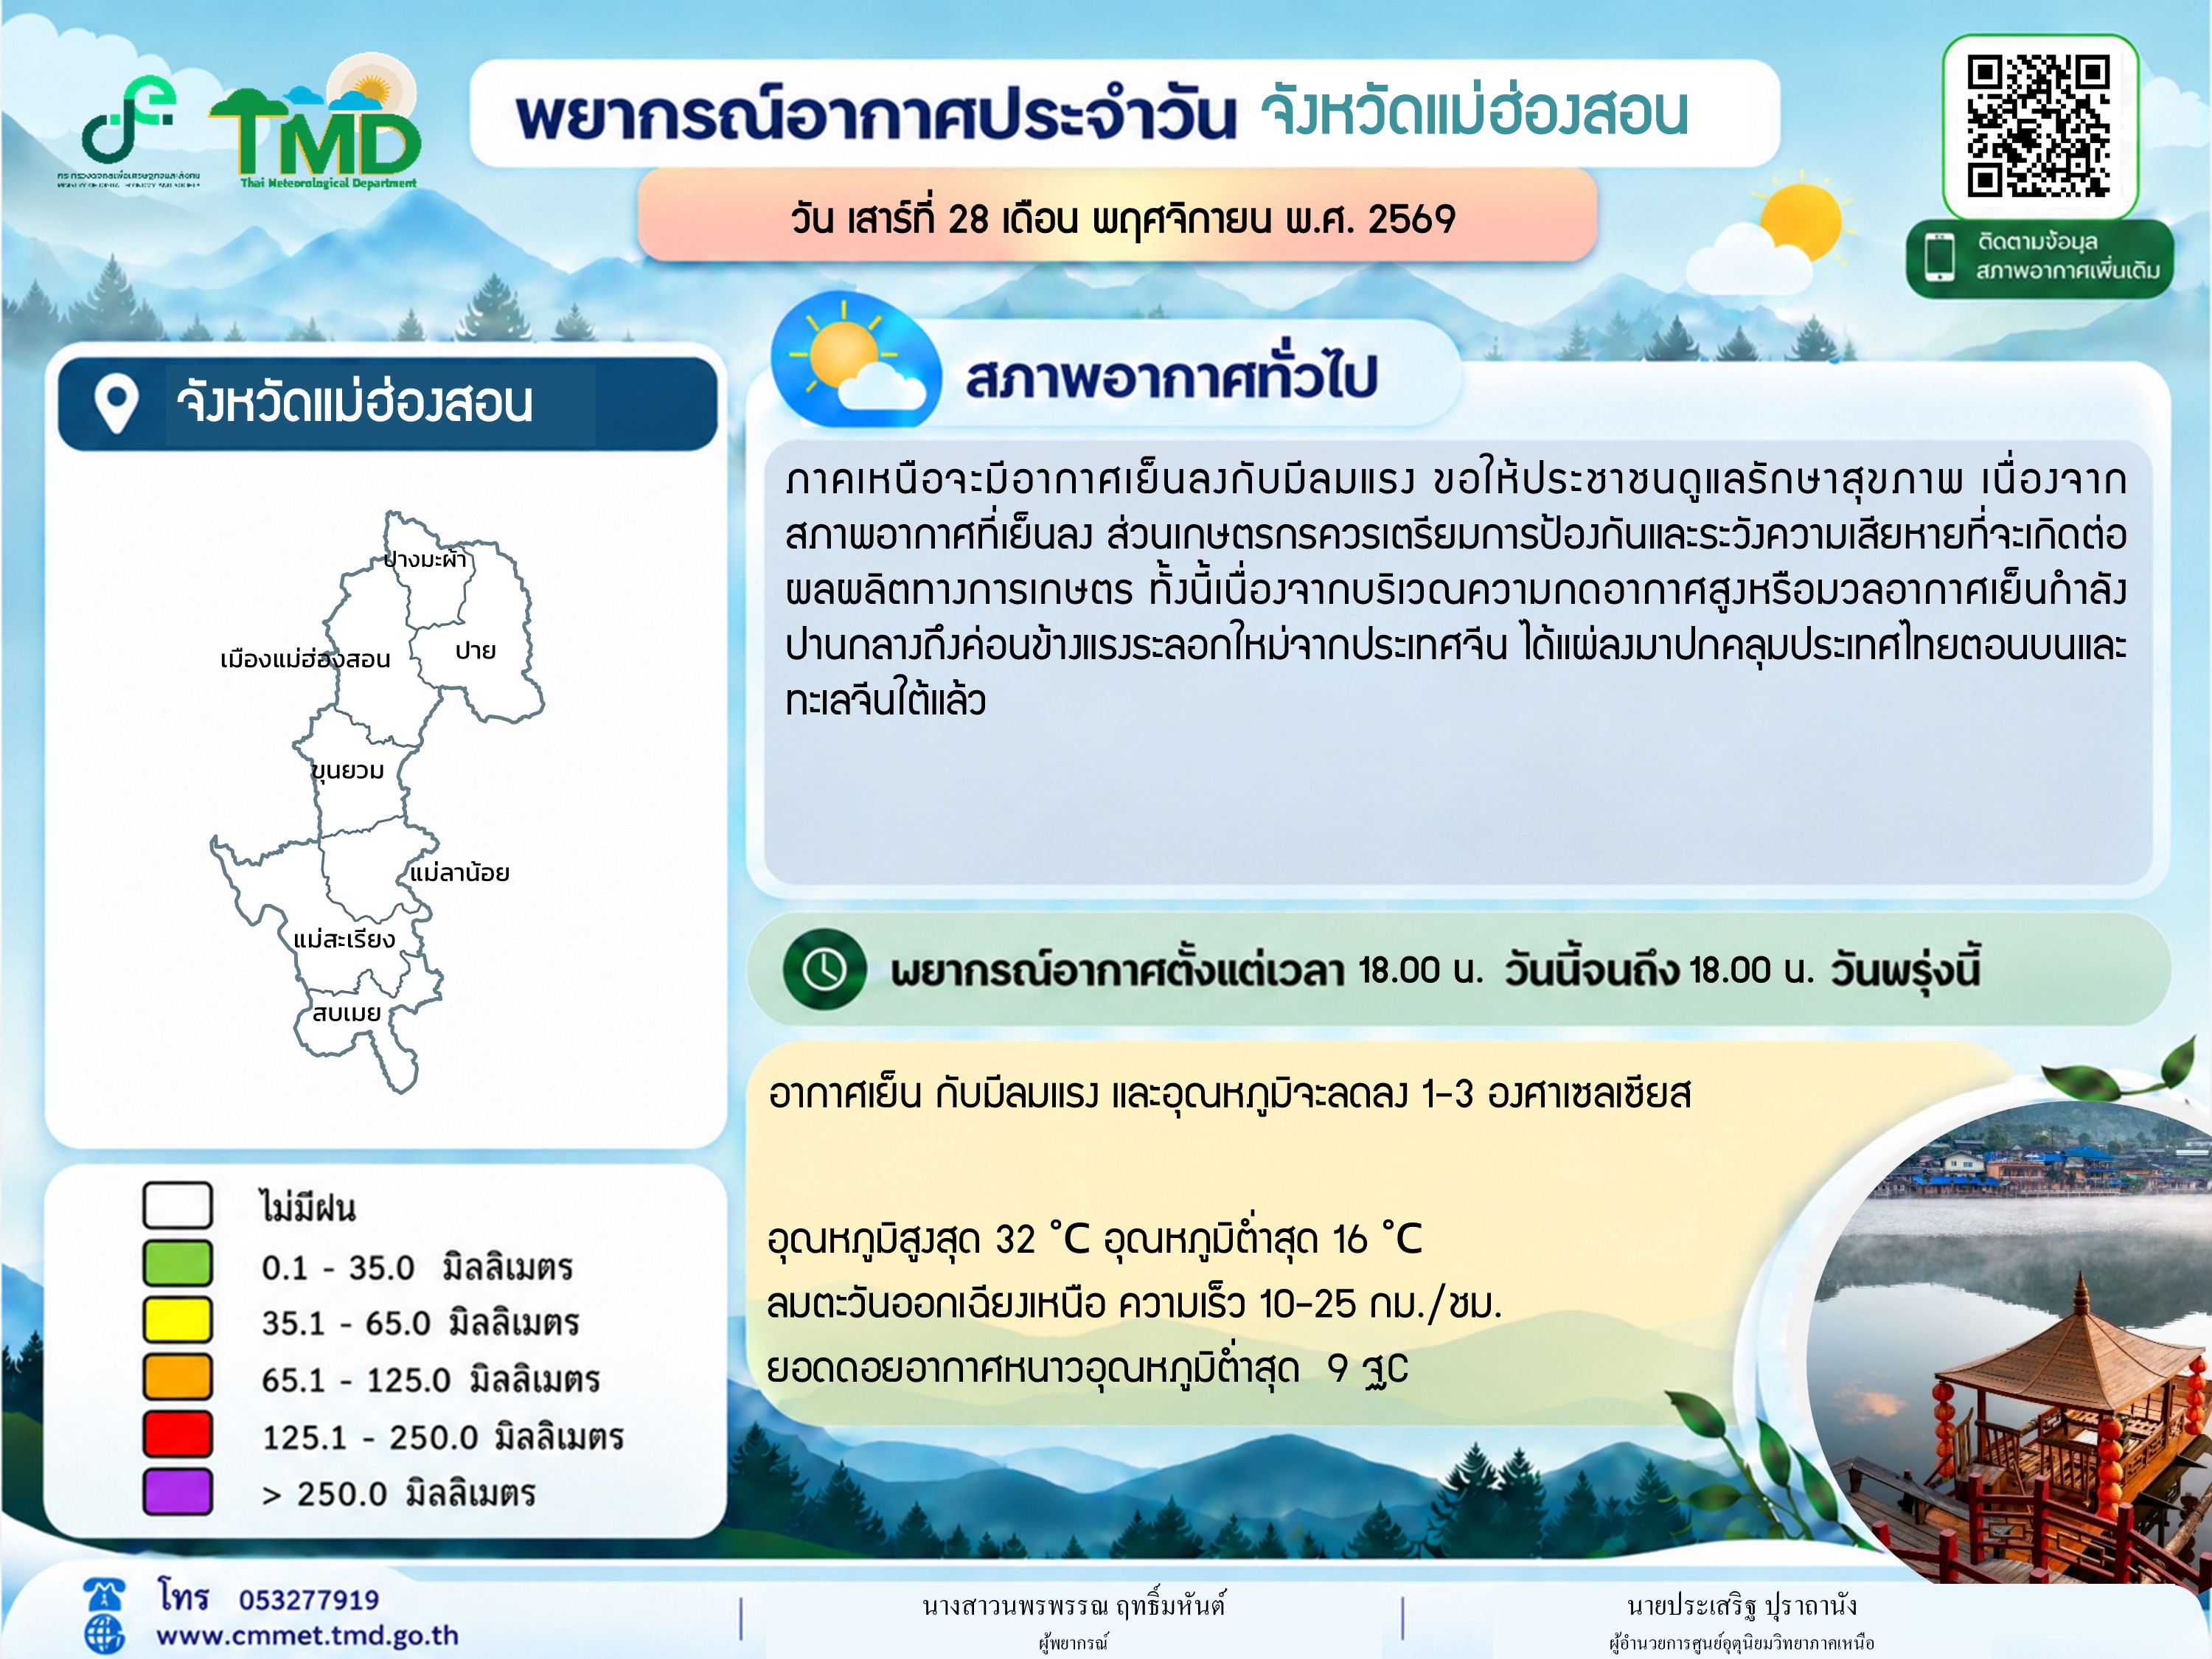 TMD
Thai Meteorological Department
พยากรณ์อากาศประจำวัน จังหวัดแม่ฮ่องสอน
วัน เสาร์ที่ 28 เดือน พฤศจิกายน พ.ศ. 2569
ติดตามข้อมูล
สภาพอากาศเพิ่มเติม
จังหวัดแม่ฮ่องสอน
ปางมะผ้า
ปาย
เมืองแม่ฮ่องสอน
ขุนยวม
แม่ลาน้อย
แม่สะเรียง
สบเมย
ไม่มีฝน
0.1 - 35.0 มิลลิเมตร
35.1 - 65.0 มิลลิเมตร
65.1 - 125.0 มิลลิเมตร
125.1 - 250.0 มิลลิเมตร
> 250.0 มิลลิเมตร
สภาพอากาศทั่วไป
ภาคเหนือจะมีอากาศเย็นลงกับมีลมแรง ขอให้ประชาชนดูแลรักษาสุขภาพ เนื่องจาก
สภาพอากาศที่เย็นลง ส่วนเกษตรกรควรเตรียมการป้องกันและระวังความเสียหายที่จะเกิดต่อ
ผลผลิตทางการเกษตร ทั้งนี้เนื่องจากบริเวณความกดอากาศสูงหรือมวลอากาศเย็นกำลัง
ปานกลางถึงค่อนข้างแรงระลอกใหม่จากประเทศจีน ได้แผ่ลงมาปกคลุมประเทศไทยตอนบนและ
ทะเลจีนใต้แล้ว
พยากรณ์อากาศตั้งแต่เวลา 18.00 น. วันนี้จนถึง 18.00 น. วันพรุ่งนี้
อากาศเย็น กับมีลมแรง และอุณหภูมิจะลดลง 1-3 องศาเซลเซียส
อุณหภูมิสูงสุด 32 °C อุณหภูมิต่ำสุด 16 °C
ลมตะวันออกเฉียงเหนือ ความเร็ว 10-25 กม./ชม.
ยอดดอยอากาศหนาวอุณหภูมิต่ำสุด 9 ฐC
โทร 053277919
www.cmmet.tmd.go.th
นางสาวนพรพรรณ ฤทธิ์มหันต์
ผู้พยากรณ์
นายประเสริฐ ปุราถานัง
ผู้อำนวยการศูนย์อุตุนิยมวิทยาภาคเหนือ